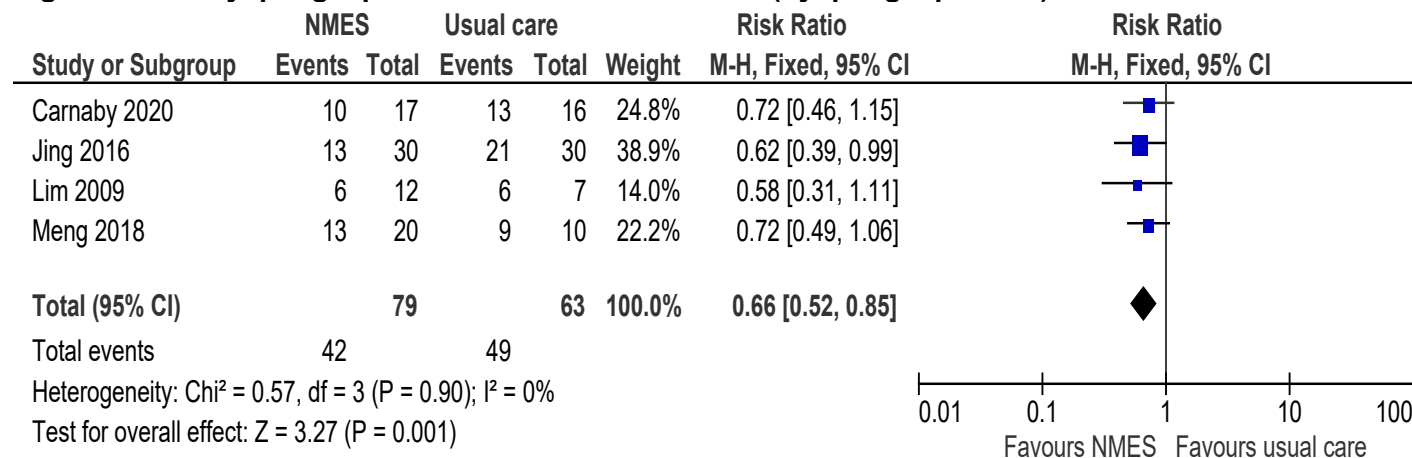 NMES Usual care Risk Ratio Risk Ratio
Study or Subgroup Events Total Events Total Weight M-H, Fixed, 95% CI M-H, Fixed, 95% CI
Carnaby 2020 10 17 13 16 24.8% 0.72 [0.46, 1.15]
Jing 2016 13 30 21 30 38.9% 0.62 [0.39, 0.99]
Lim 2009 6 12 6 7 14.0% 0.58 [0.31, 1.11]
Meng 2018 13 20 9 10 22.2% 0.72 [0.49, 1.06]
Total (95% CI) 79 63 100.0% 0.66 [0.52, 0.85]
Total events 42 49
Heterogeneity: Chi² = 0.57, df = 3 (P = 0.90); I² = 0%
Test for overall effect: Z = 3.27 (P = 0.001)
0.01 0.1 1 10 100
Favours NMES Favours usual care